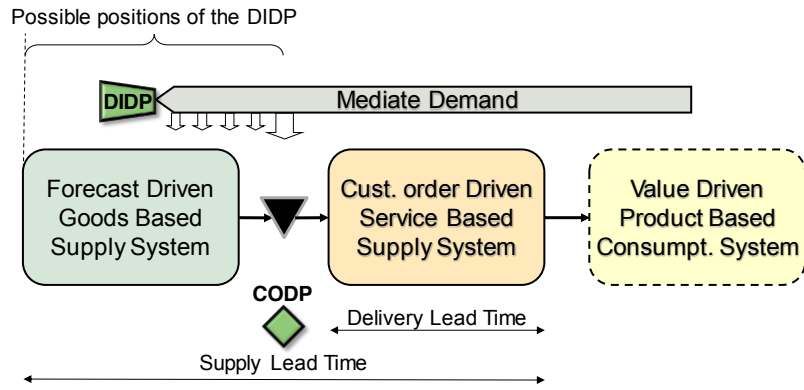 Possible positions of the DIDP
DIDP
Mediate Demand
Forecast Driven
Goods Based
Supply System
Cust. order Driven
Service Based
Supply System
Value Driven
Product Based
Consumpt. System
CODP
Delivery Lead Time
Supply Lead Time